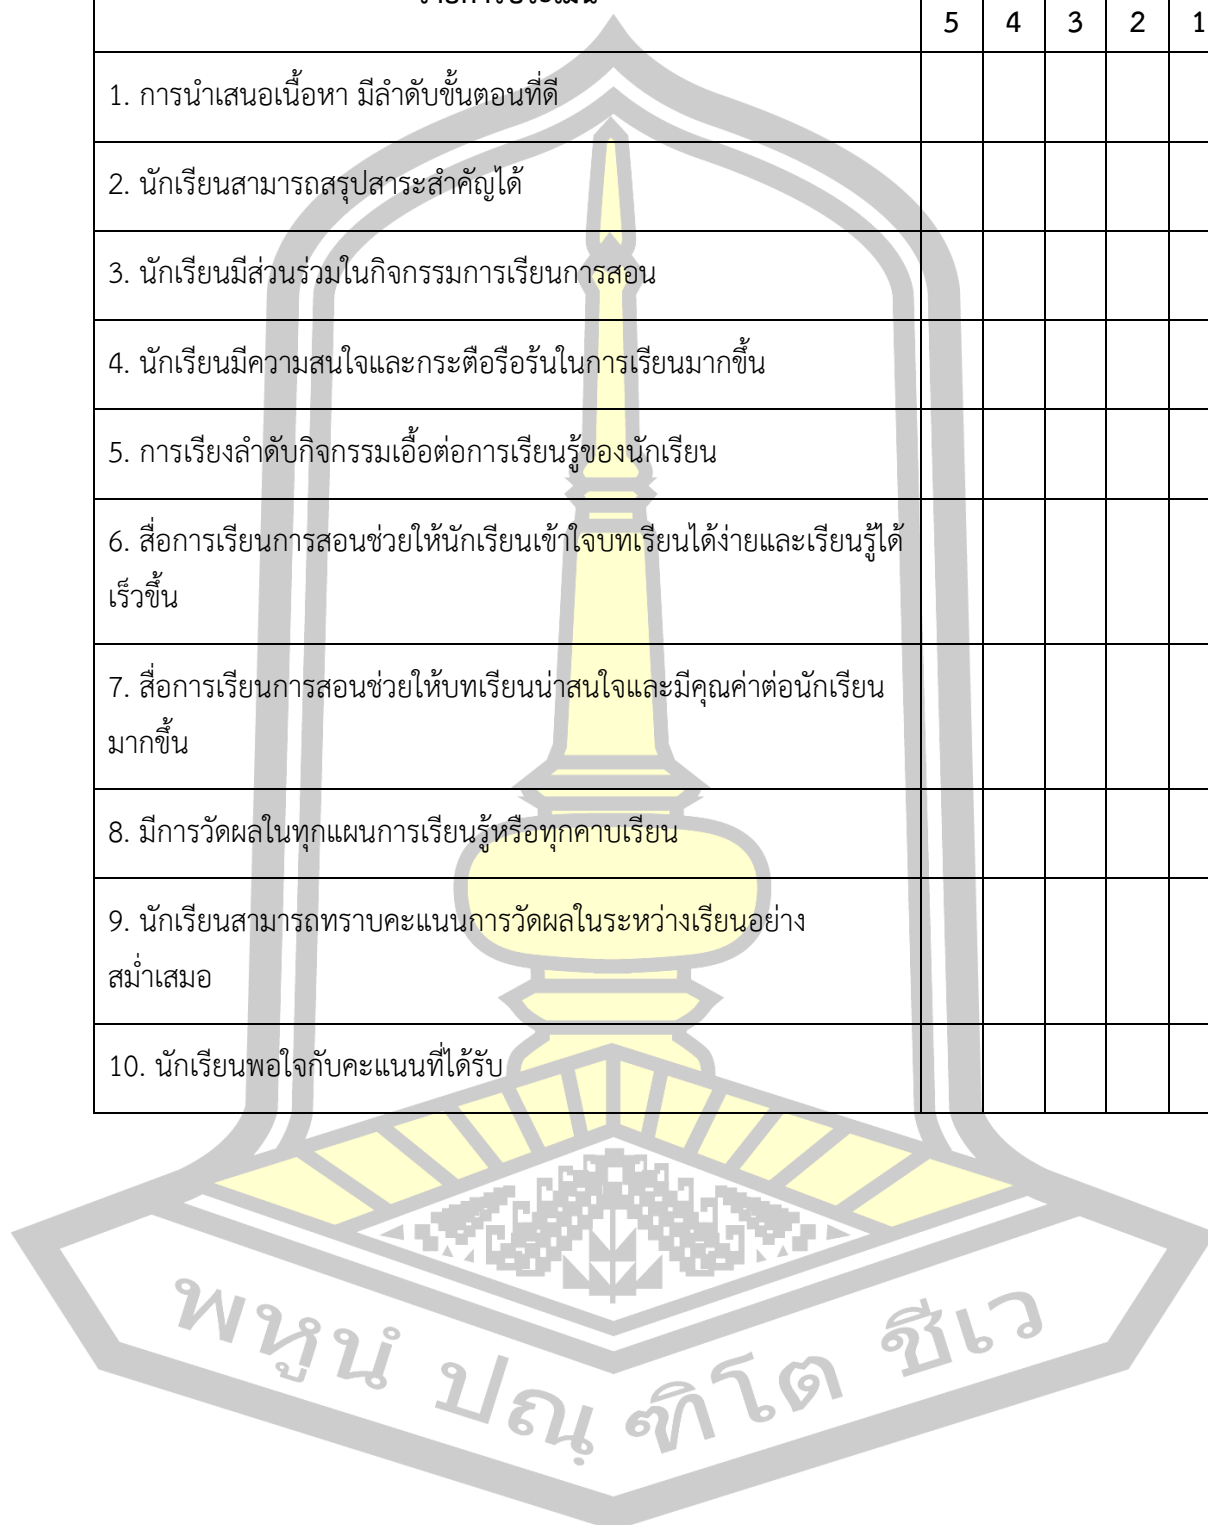 รายการประเมิน
5 4 3 2 1
1. การนำเสนอเนื้อหา มีลำดับขั้นตอนที่ดี
2. นักเรียนสามารถสรุปสาระสำคัญได้
3. นักเรียนมีส่วนร่วมในกิจกรรมการเรียนการสอน
4. นักเรียนมีความสนใจและกระตือรือร้นในการเรียนมากขึ้น
5. การเรียงลำดับกิจกรรมเอื้อต่อการเรียนรู้ของนักเรียน
6. สื่อการเรียนการสอนช่วยให้นักเรียนเข้าใจบทเรียนได้ง่ายและเรียนรู้ได้
เร็วขึ้น
7. สื่อการเรียนการสอนช่วยให้บทเรียนน่าสนใจและมีคุณค่าต่อนักเรียน
มากขึ้น
8. มีการวัดผลในทุกแผนการเรียนรู้หรือทุกคาบเรียน
9. นักเรียนสามารถทราบคะแนนการวัดผลในระหว่างเรียนอย่าง
สม่ำเสมอ
10. นักเรียนพอใจกับคะแนนที่ได้รับ
พหูนํ ปณฺฑิโต ชีเว